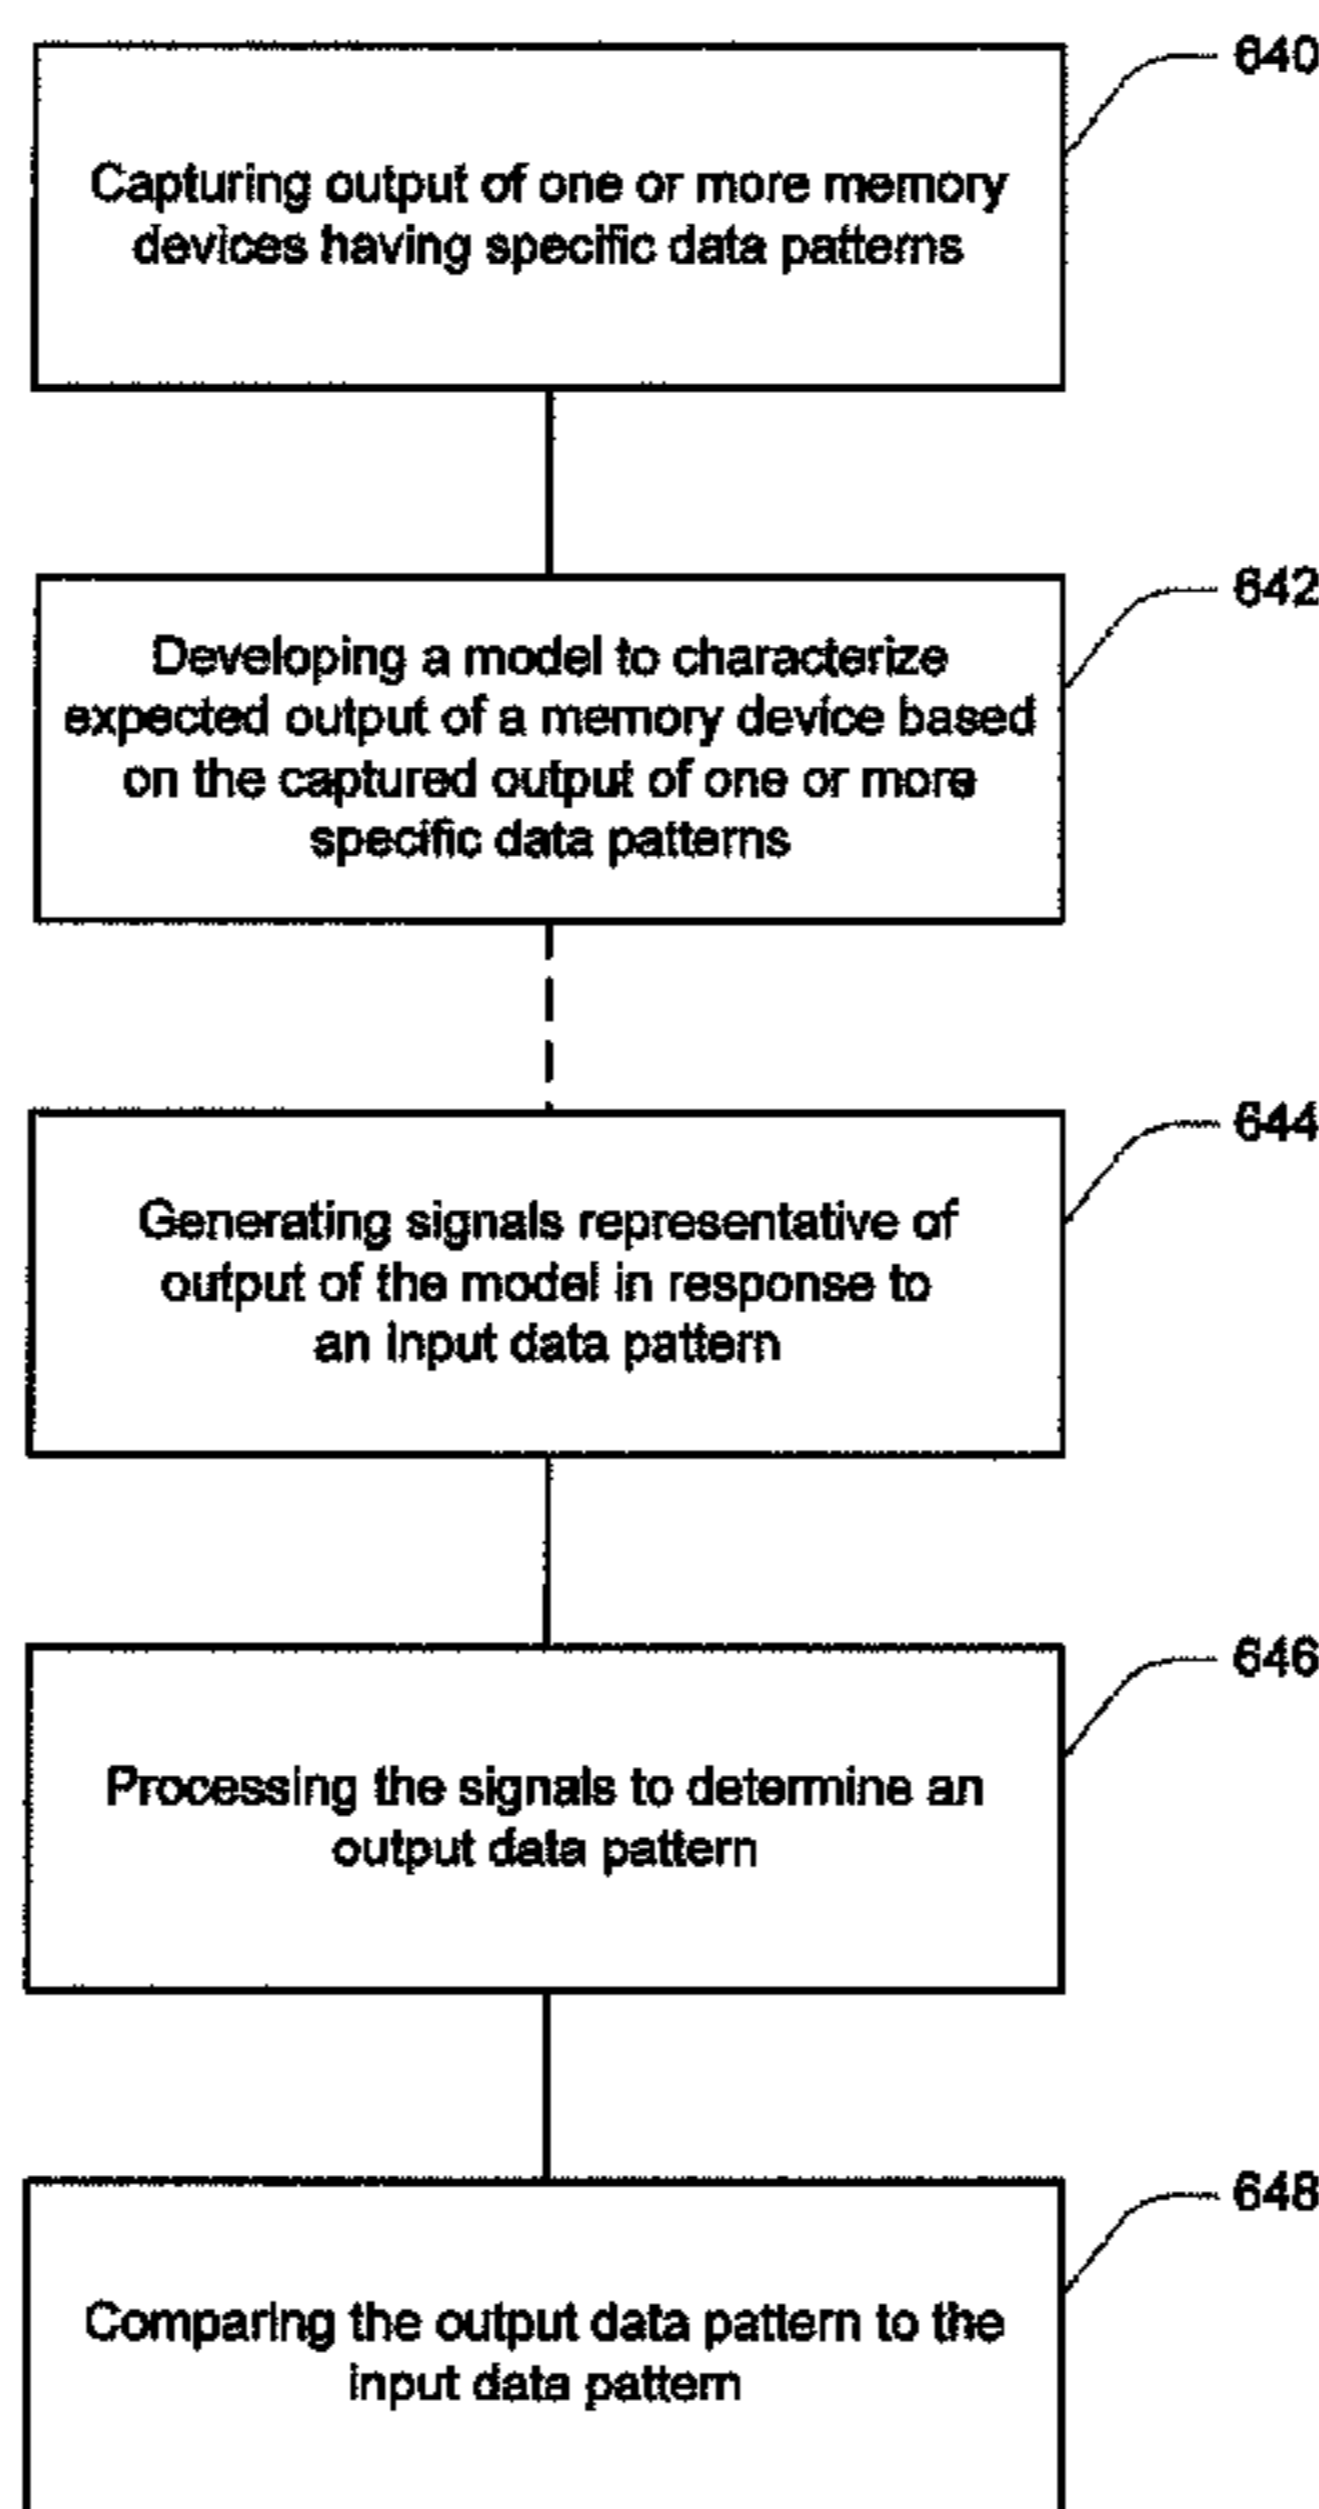 640
Capturing output of one or more memory
devices having specific data patterns
642
Developing a model to characterize
expected output of a memory device based
on the captured output of one or more
specific data patterns
644
Generating signals representative of
output of the model in response to
an input data pattern
646
Processing the signals to determine an
output data pattern
648
Comparing the output data pattern to the
input data pattern